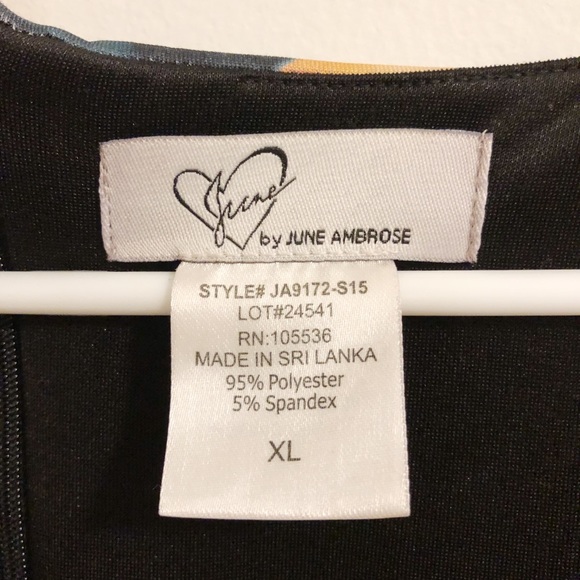 June
by JUNE AMBROSE
STYLE# JA9172-S15
LOT#24541
RN:105536
MADE IN SRI LANKA
95% Polyester
5% Spandex
XL